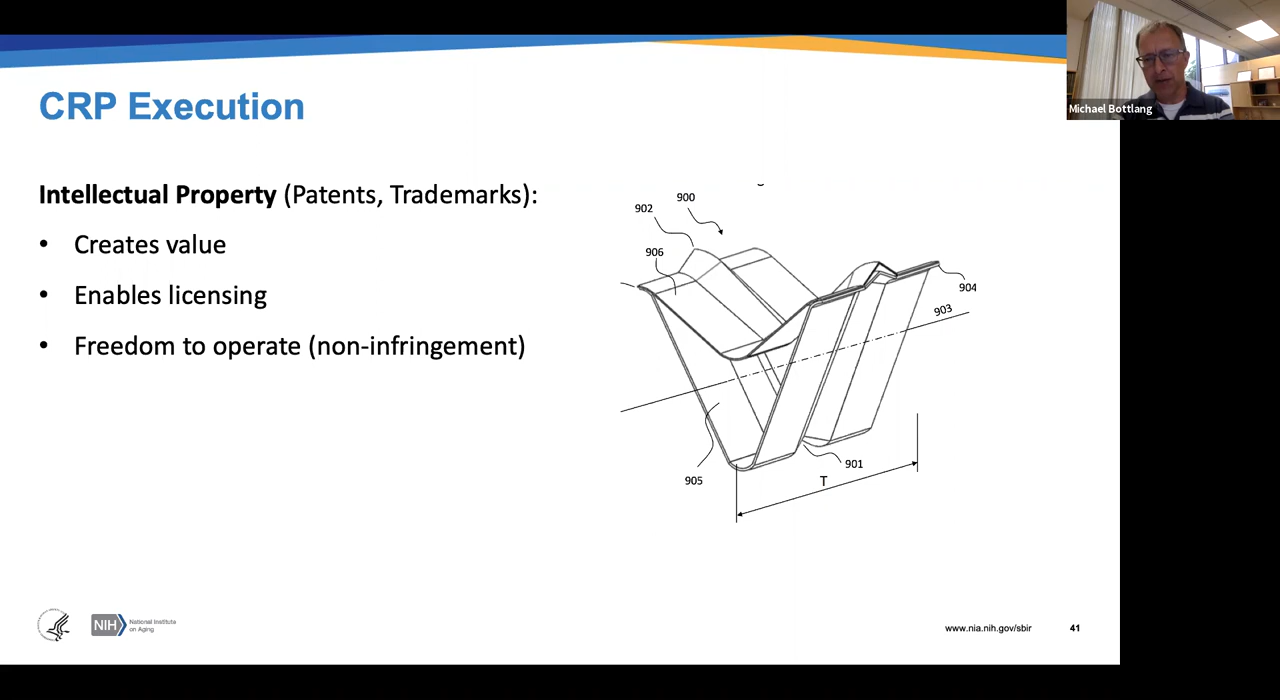 CRP Execution
Michael Bottlang
Intellectual Property (Patents, Trademarks):
• Creates value
• Enables licensing
• Freedom to operate (non-infringement)
902
900
906
904
903
901
905
T
NIH
National Institute
on Aging
www.nia.nih.gov/sbir
41